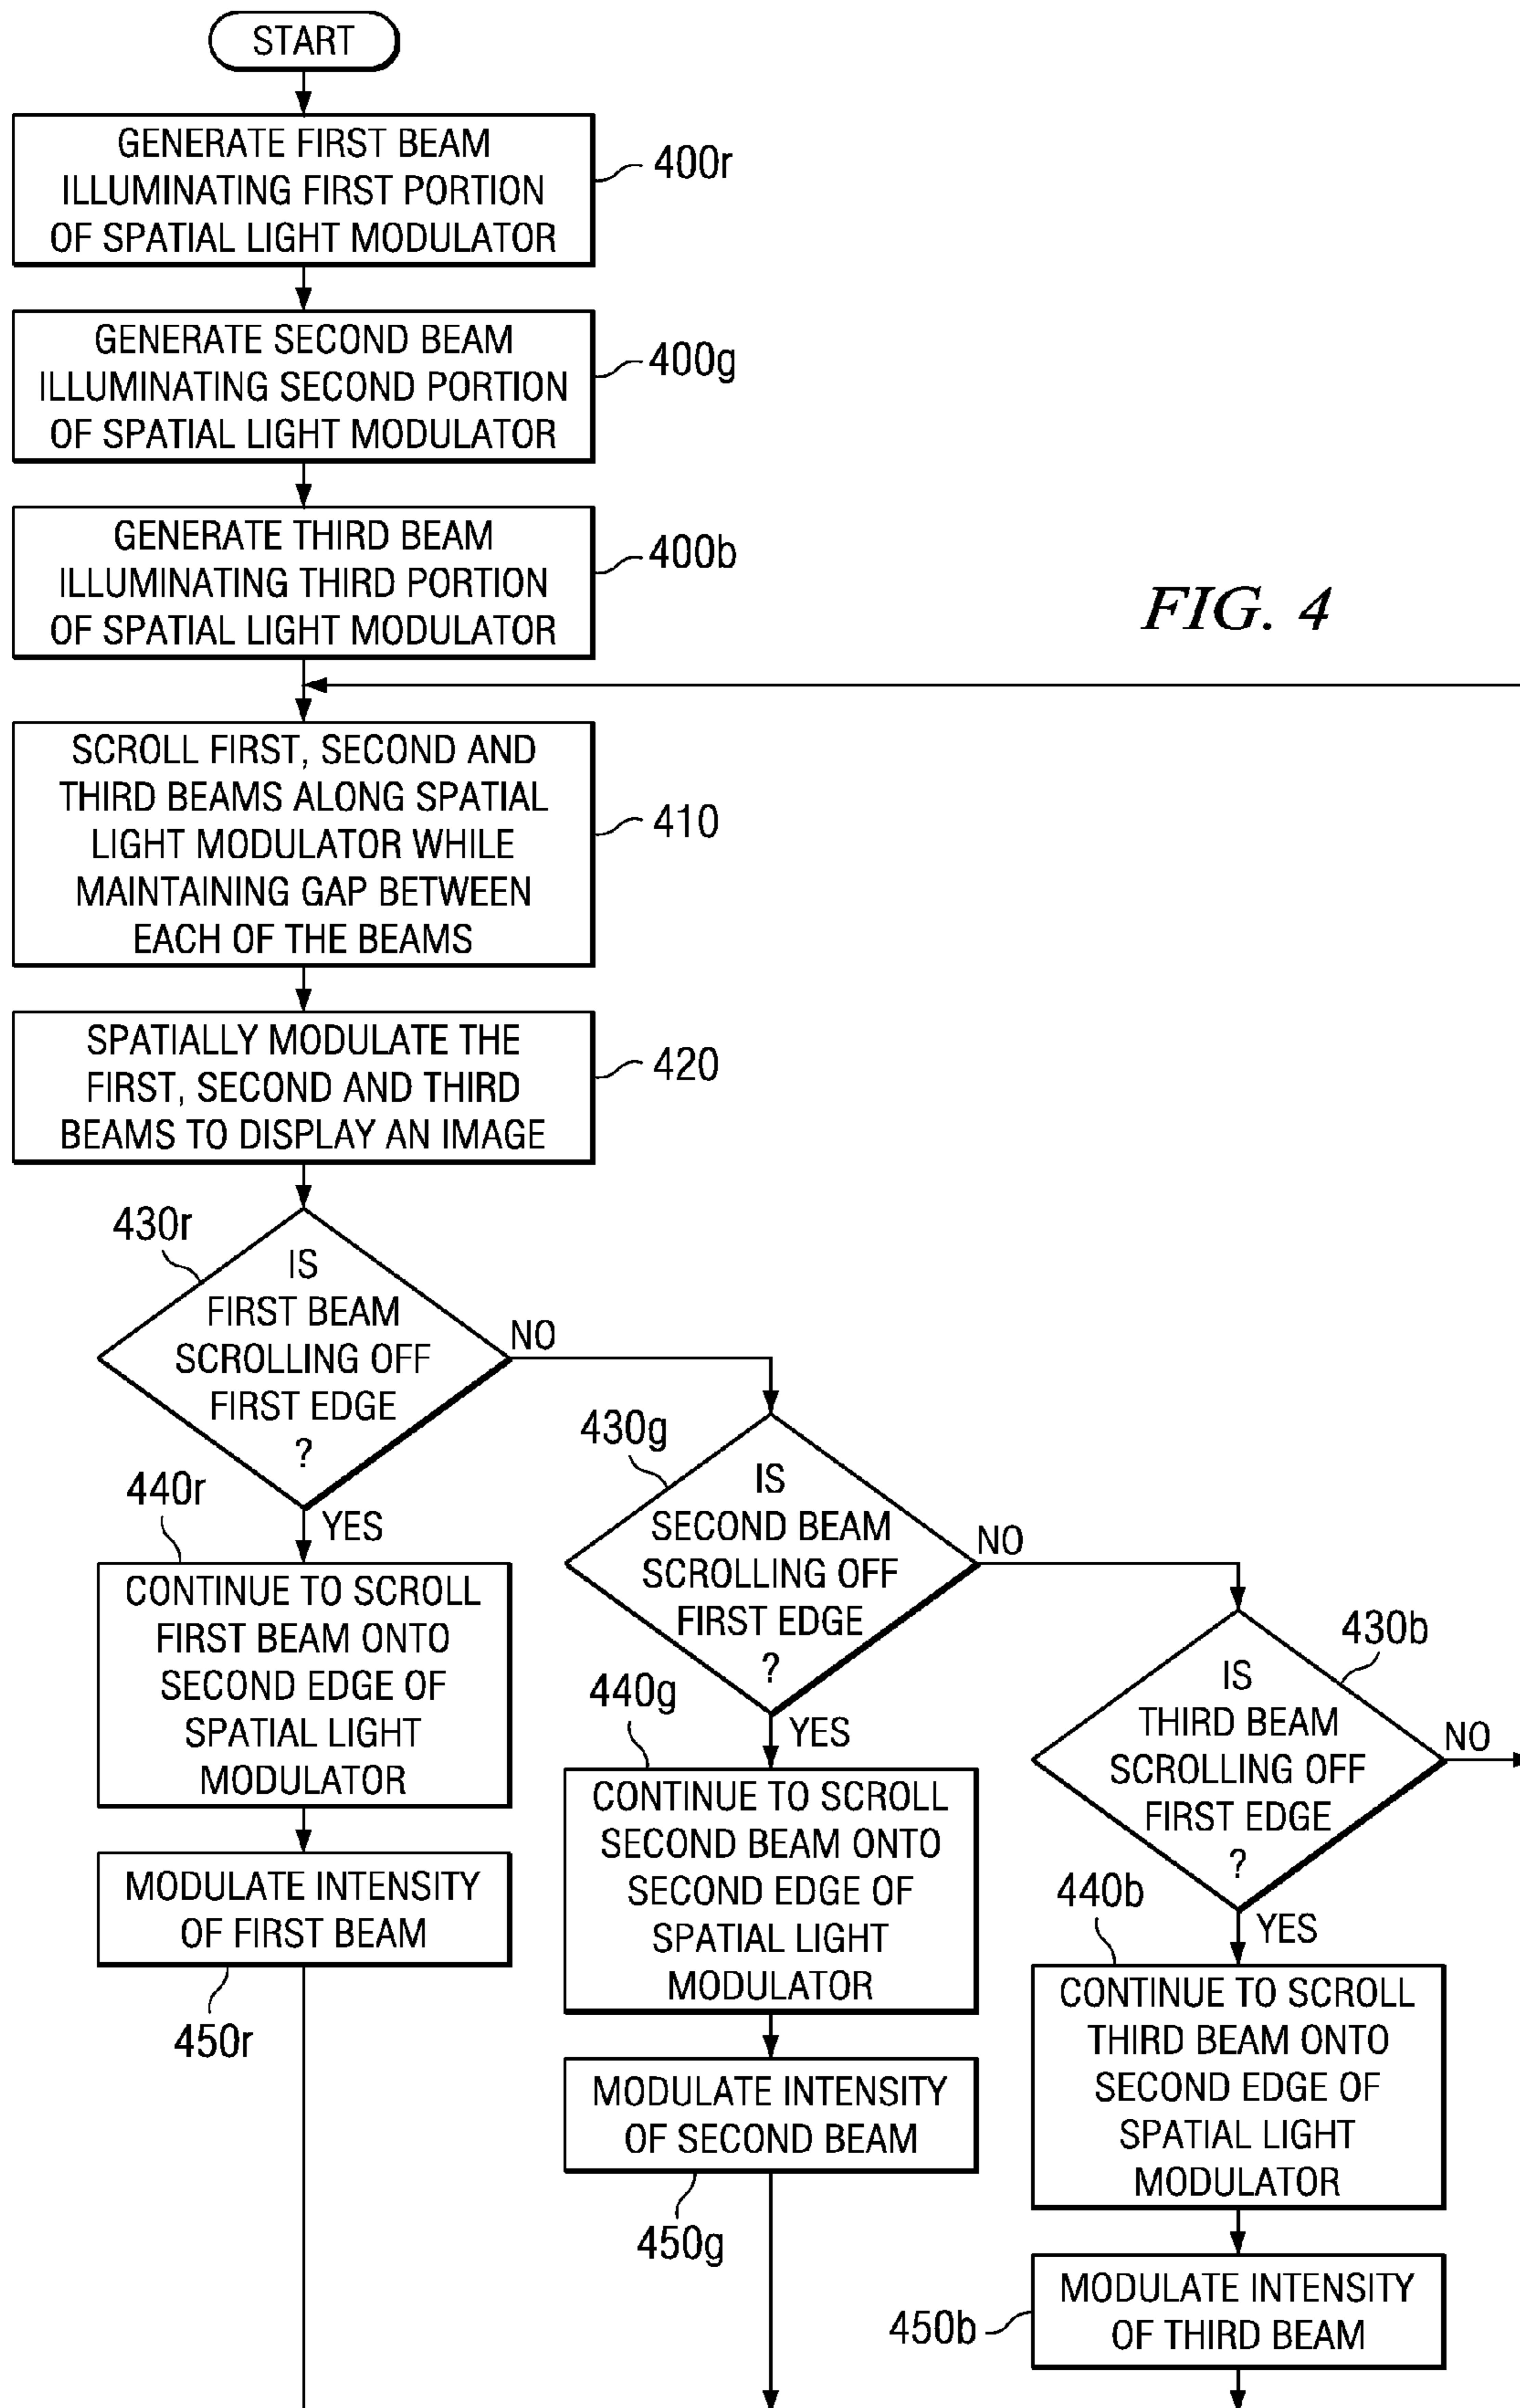 START
GENERATE FIRST BEAM
ILLUMINATING FIRST PORTION
OF SPATIAL LIGHT MODULATOR
400r
GENERATE SECOND BEAM
ILLUMINATING SECOND PORTION
OF SPATIAL LIGHT MODULATOR
400g
GENERATE THIRD BEAM
ILLUMINATING THIRD PORTION
OF SPATIAL LIGHT MODULATOR
400b
FIG. 4
SCROLL FIRST, SECOND AND
THIRD BEAMS ALONG SPATIAL
LIGHT MODULATOR WHILE
MAINTAINING GAP BETWEEN
EACH OF THE BEAMS
410
SPATIALLY MODULATE THE
FIRST, SECOND AND THIRD
BEAMS TO DISPLAY AN IMAGE
420
430r
IS
FIRST BEAM
SCROLLING OFF
FIRST EDGE
?
NO
YES
440r
CONTINUE TO SCROLL
FIRST BEAM ONTO
SECOND EDGE OF
SPATIAL LIGHT
MODULATOR
MODULATE INTENSITY
OF FIRST BEAM
450r
430g
IS
SECOND BEAM
SCROLLING OFF
FIRST EDGE
?
NO
YES
440g
CONTINUE TO SCROLL
SECOND BEAM ONTO
SECOND EDGE OF
SPATIAL LIGHT
MODULATOR
MODULATE INTENSITY
OF SECOND BEAM
450g
430b
IS
THIRD BEAM
SCROLLING OFF
FIRST EDGE
?
NO
YES
440b
CONTINUE TO SCROLL
THIRD BEAM ONTO
SECOND EDGE OF
SPATIAL LIGHT
MODULATOR
MODULATE INTENSITY
OF THIRD BEAM
450b